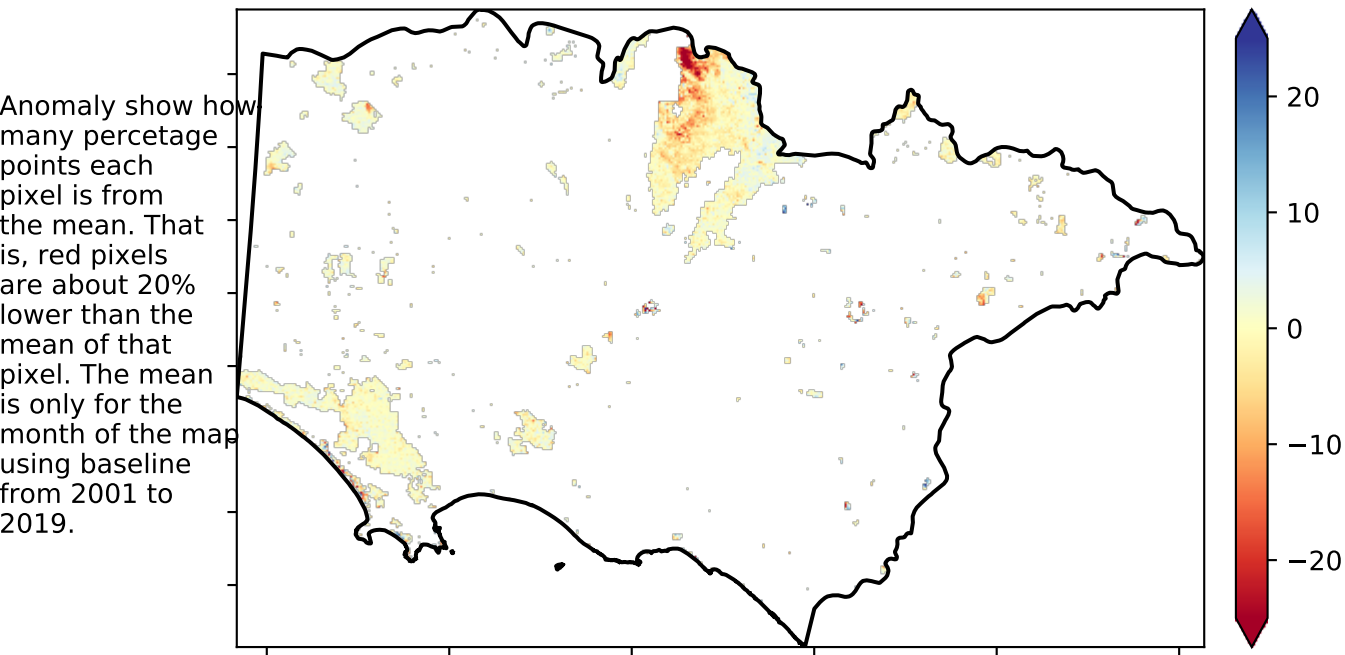 Anomaly show how
many percetage
points each
pixel is from
the mean. That
is, red pixels
are about 20%
lower than the
mean of that
pixel. The mean
is only for the
month of the map
using baseline
from 2001 to
2019.
20
10
0
−10
−20